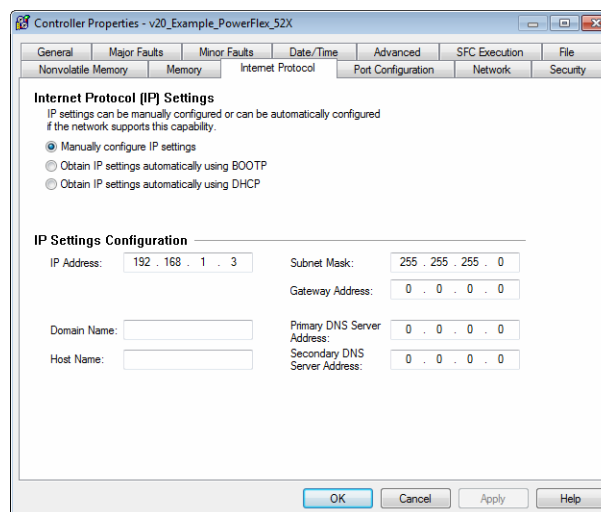 Controller Properties - v20_Example_PowerFlex_52X
General Major Faults Minor Faults Date/Time Advanced SFC Execution File
Nonvolatile Memory Memory Internet Protocol Port Configuration Network Security
Internet Protocol (IP) Settings
IP settings can be manually configured or can be automatically configured
if the network supports this capability.
Manually configure IP settings
Obtain IP settings automatically using BOOTP
Obtain IP settings automatically using DHCP
IP Settings Configuration
IP Address: 192 . 168 . 1 . 3 Subnet Mask: 255 . 255 . 255 . 0
Gateway Address: 0 . 0 . 0 . 0
Domain Name: Primary DNS Server
Address: 0 . 0 . 0 . 0
Host Name: Secondary DNS
Server Address: 0 . 0 . 0 . 0
OK Cancel Apply Help